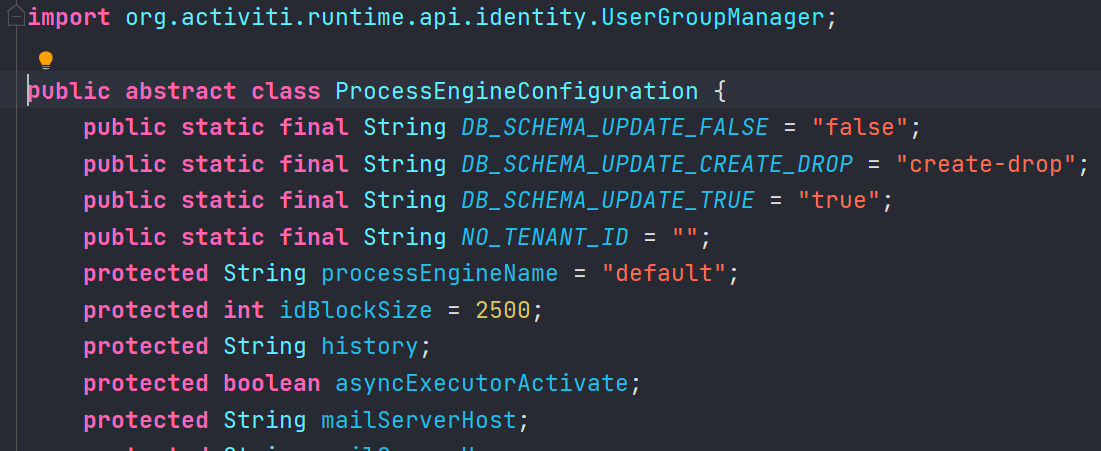 import org.activiti.runtime.api.identity.UserGroupManager;
public abstract class ProcessEngineConfiguration {
public static final String DB_SCHEMA_UPDATE_FALSE = "false";
public static final String DB_SCHEMA_UPDATE_CREATE_DROP = "create-drop";
public static final String DB_SCHEMA_UPDATE_TRUE = "true";
public static final String NO_TENANT_ID = "";
protected String processEngineName = "default";
protected int idBlockSize = 2500;
protected String history;
protected boolean asyncExecutorActivate;
protected String mailServerHost;